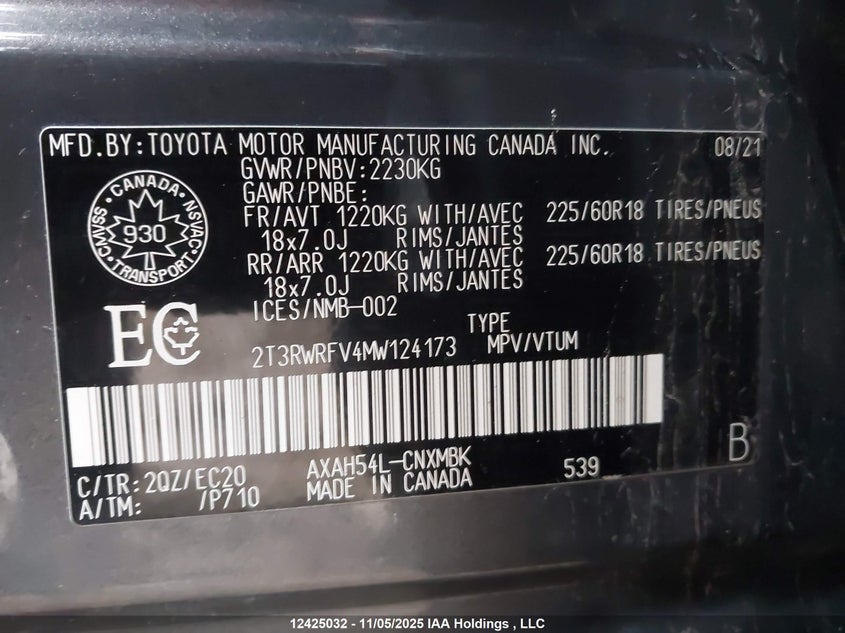 MFD.BY:TOYOTA MOTOR MANUFACTURING CANADA INC. 08/21
GVWR/PNBV:2230KG
GAWR/PNBE:
FR/AVT 1220KG WITH/AVEC 225/60R18 TIRES/PNEUS
18x7.0J RIMS/JANTES
RR/ARR 1220KG WITH/AVEC 225/60R18 TIRES/PNEUS
18x7.0J RIMS/JANTES
ICES/NMB-002
CANADA
CMVSS
930
NSVAC
TRANSPORT
EC
TYPE
2T3RWRFV4MW124173 MPV/VTUM
C/TR:2QZ/EC20 AXAH54L-CNXMBK 539 B
A/TM: /P710 MADE IN CANADA
12425032 - 11/05/2025 IAA Holdings , LLC